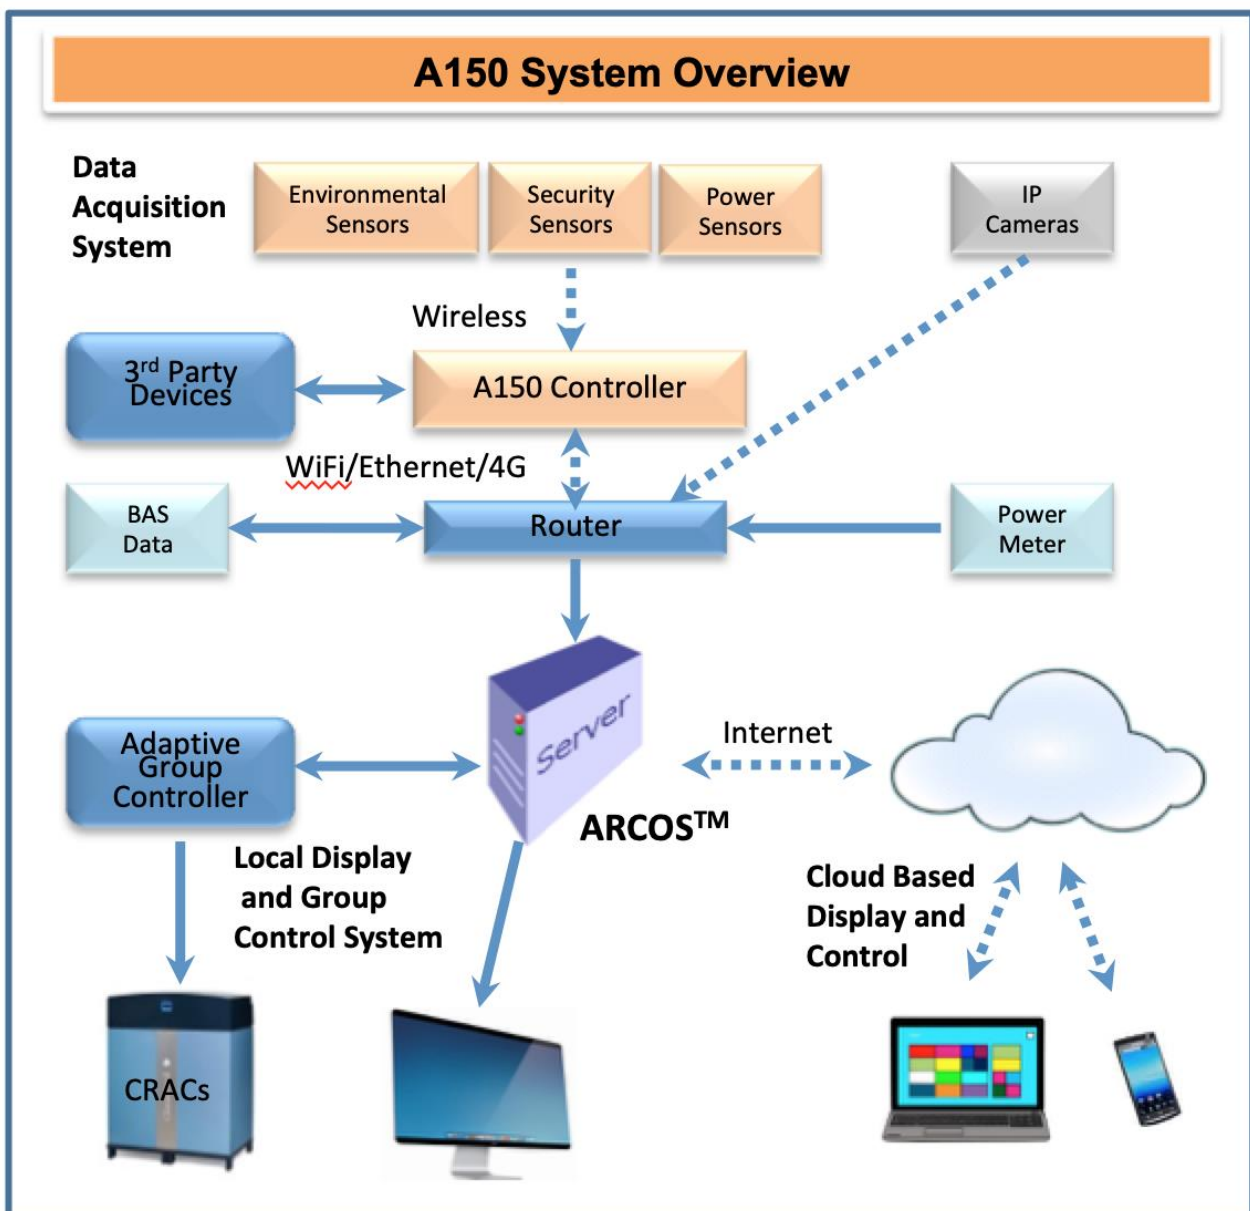 A150 System Overview
Data
Acquisition
System
Environmental
Sensors
Security
Sensors
Power
Sensors
IP
Cameras
Wireless
3rd Party
Devices
A150 Controller
WiFi/Ethernet/4G
BAS
Data
Router
Power
Meter
Server
Internet
Adaptive
Group
Controller
ARCOS™
Local Display
and Group
Control System
Cloud Based
Display and
Control
CRACs